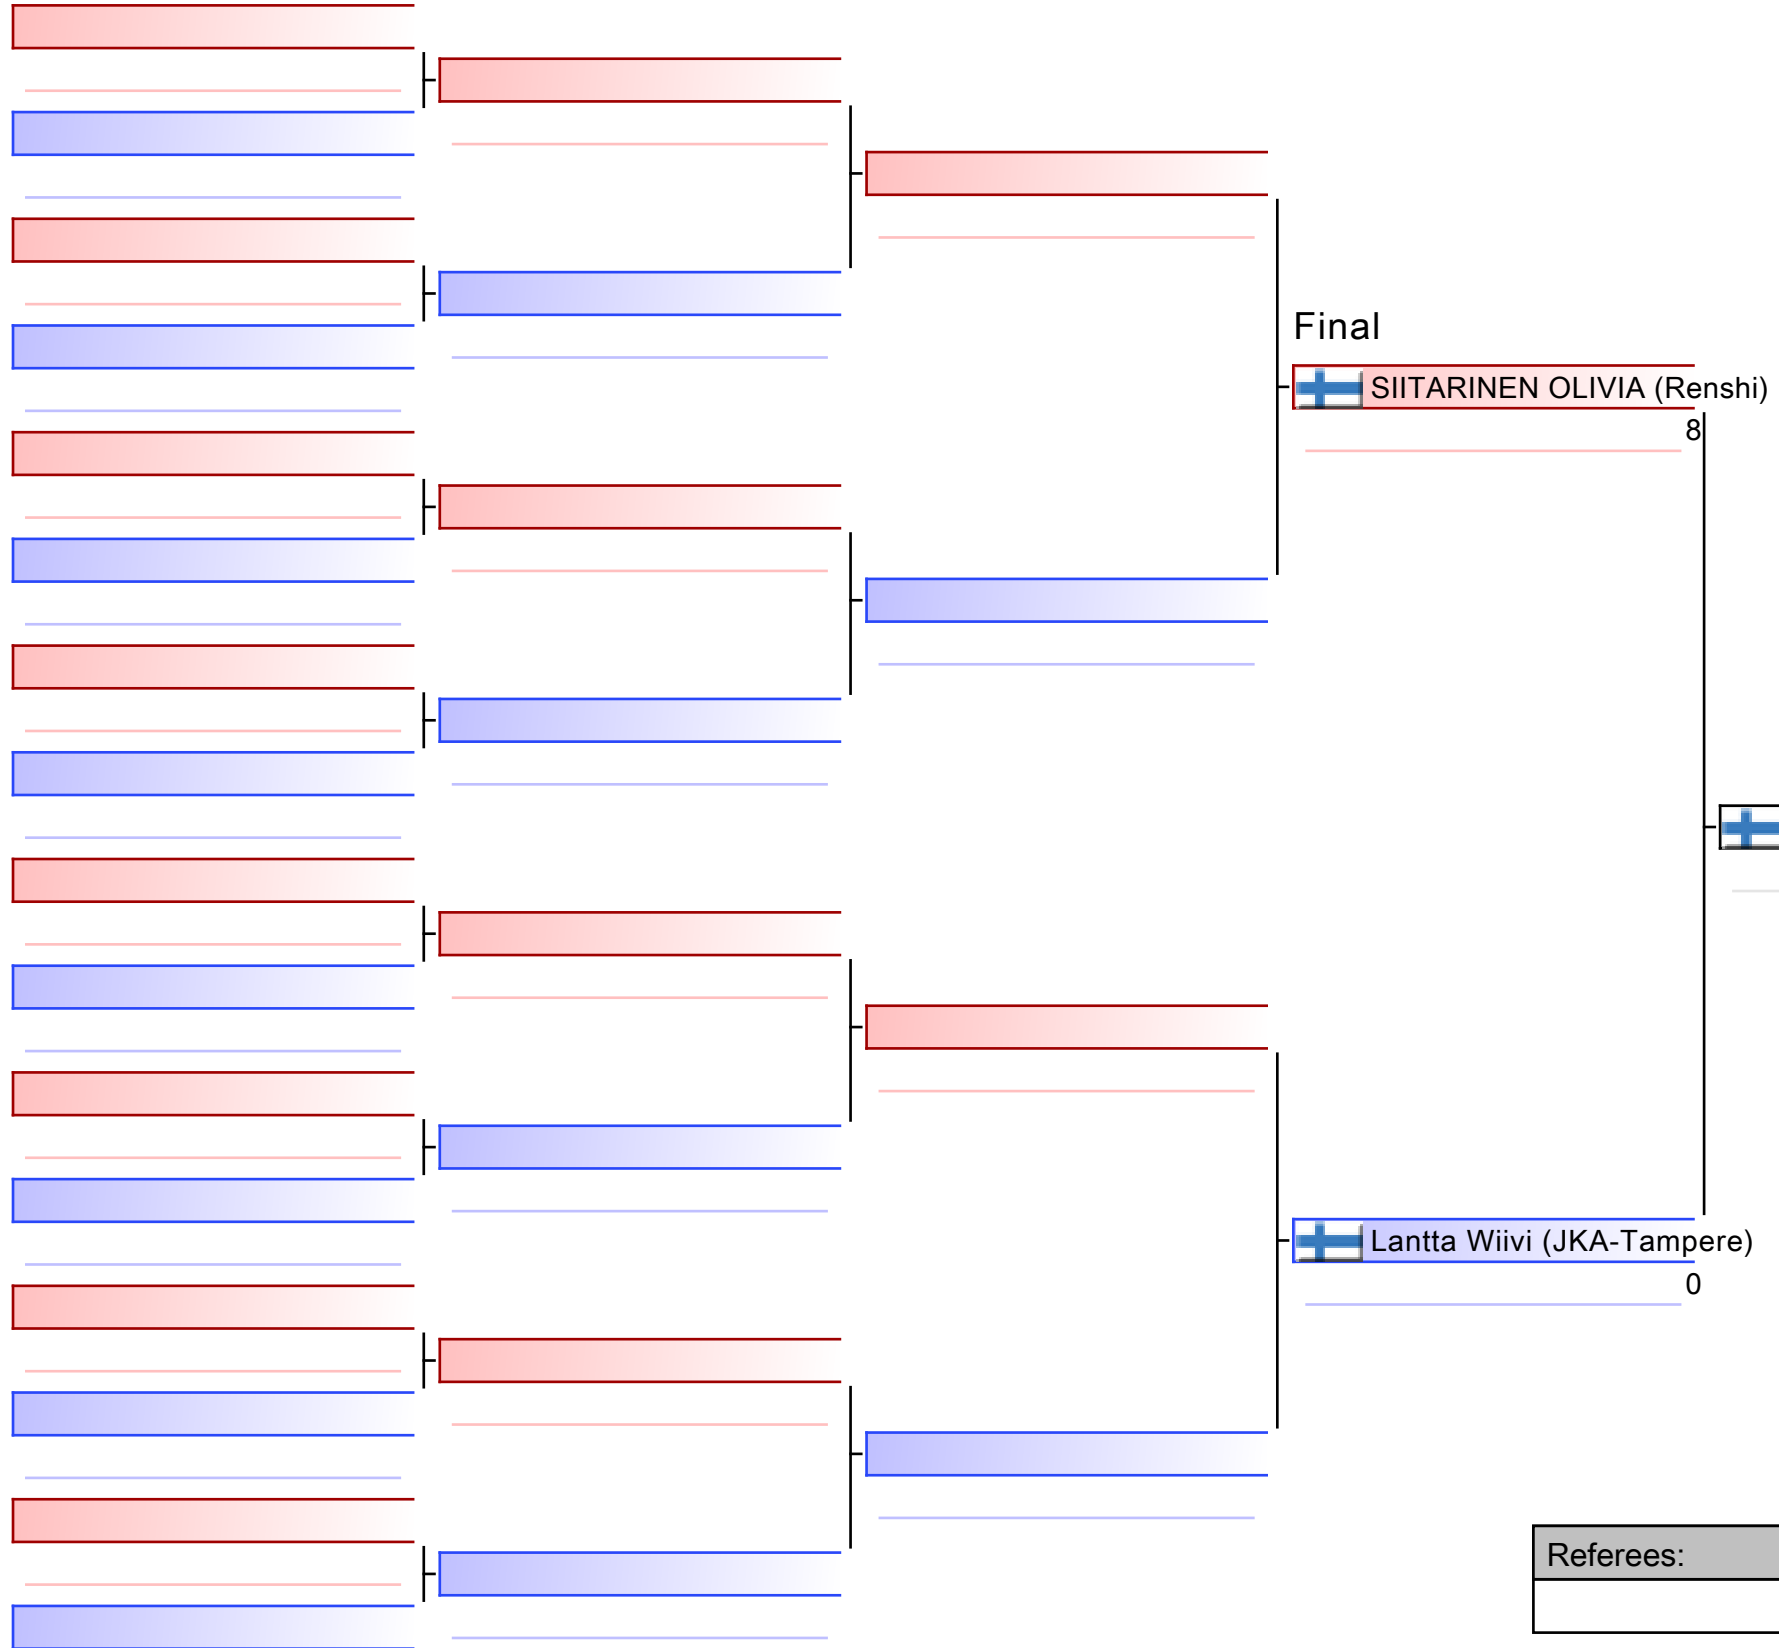 Final
SIITARINEN OLIVIA (Renshi)
8
Lantta Wiivi (JKA-Tampere)
0
Referees: